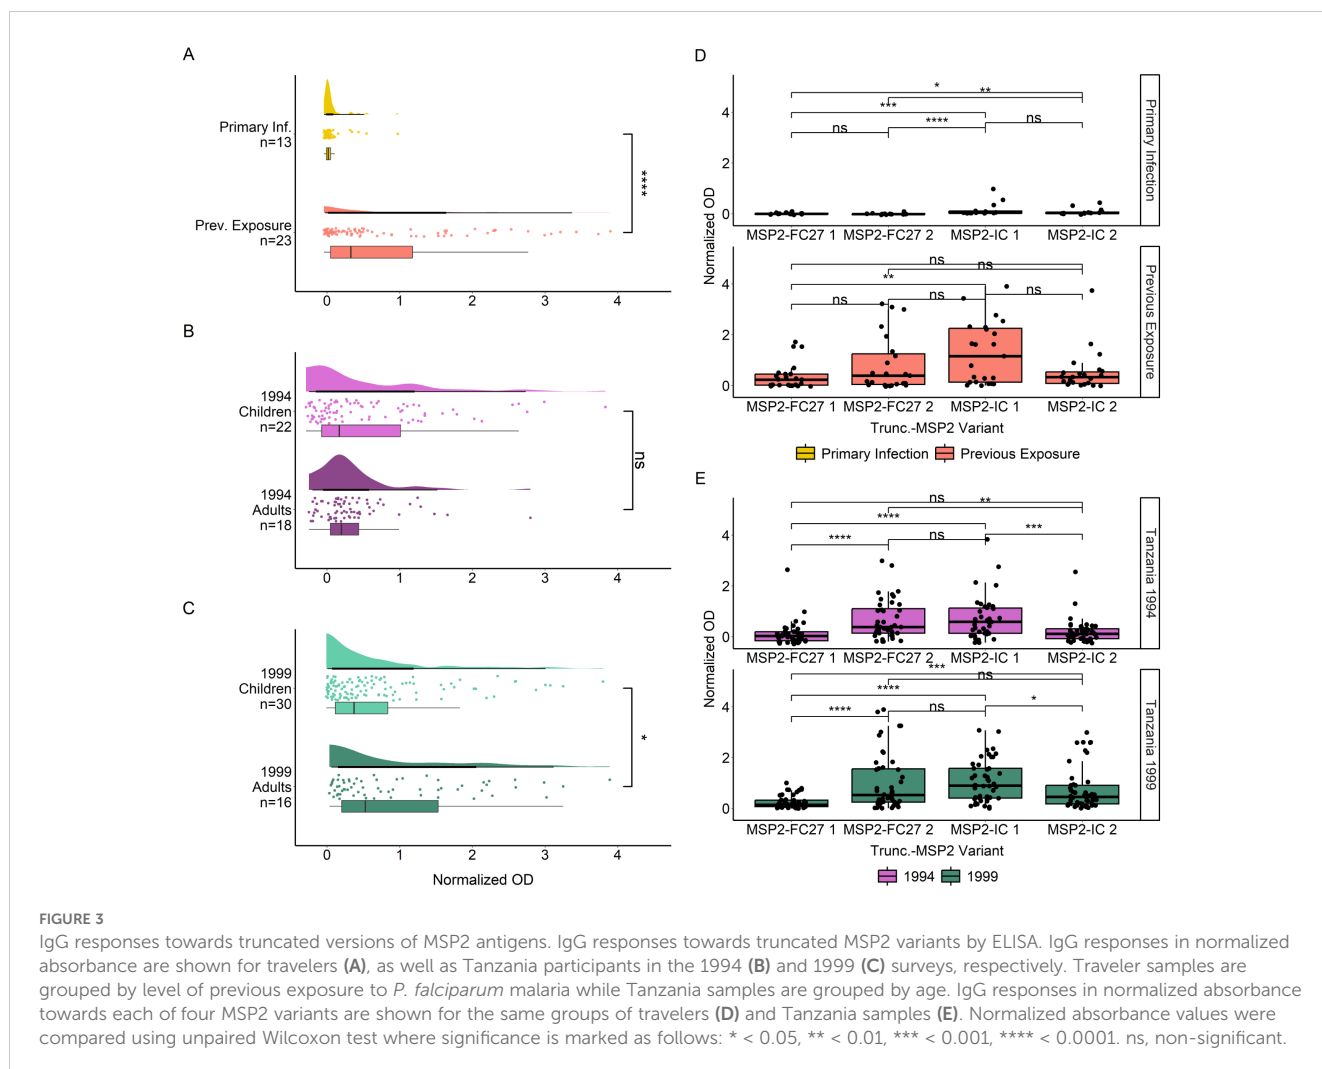 A
Primary Inf.
n=13
****
Prev. Exposure
n=23
0 1 2 3 4
B
1994
Children
n=22
ns
1994
Adults
n=18
0 1 2 3 4
C
1999
Children
n=30
*
1999
Adults
n=16
0 1 2 3 4
Normalized OD
D
Normalized OD
*
**
***
****
ns
ns
4
2
0
Primary Infection
MSP2-FC27 1 MSP2-FC27 2 MSP2-IC 1 MSP2-IC 2
ns
ns
**
ns
ns
ns
4
2
0
Previous Exposure
MSP2-FC27 1 MSP2-FC27 2 MSP2-IC 1 MSP2-IC 2
Trunc.-MSP2 Variant
Primary Infection Previous Exposure
E
Normalized OD
ns
**
****
***
****
ns
4
2
0
Tanzania 1994
MSP2-FC27 1 MSP2-FC27 2 MSP2-IC 1 MSP2-IC 2
***
ns
****
*
****
ns
4
2
0
Tanzania 1999
MSP2-FC27 1 MSP2-FC27 2 MSP2-IC 1 MSP2-IC 2
Trunc.-MSP2 Variant
1994 1999
FIGURE 3
IgG responses towards truncated versions of MSP2 antigens. IgG responses towards truncated MSP2 variants by ELISA. IgG responses in normalized
absorbance are shown for travelers (A), as well as Tanzania participants in the 1994 (B) and 1999 (C) surveys, respectively. Traveler samples are
grouped by level of previous exposure to P. falciparum malaria while Tanzania samples are grouped by age. IgG responses in normalized absorbance
towards each of four MSP2 variants are shown for the same groups of travelers (D) and Tanzania samples (E). Normalized absorbance values were
compared using unpaired Wilcoxon test where significance is marked as follows: * < 0.05, ** < 0.01, *** < 0.001, **** < 0.0001. ns, non-significant.